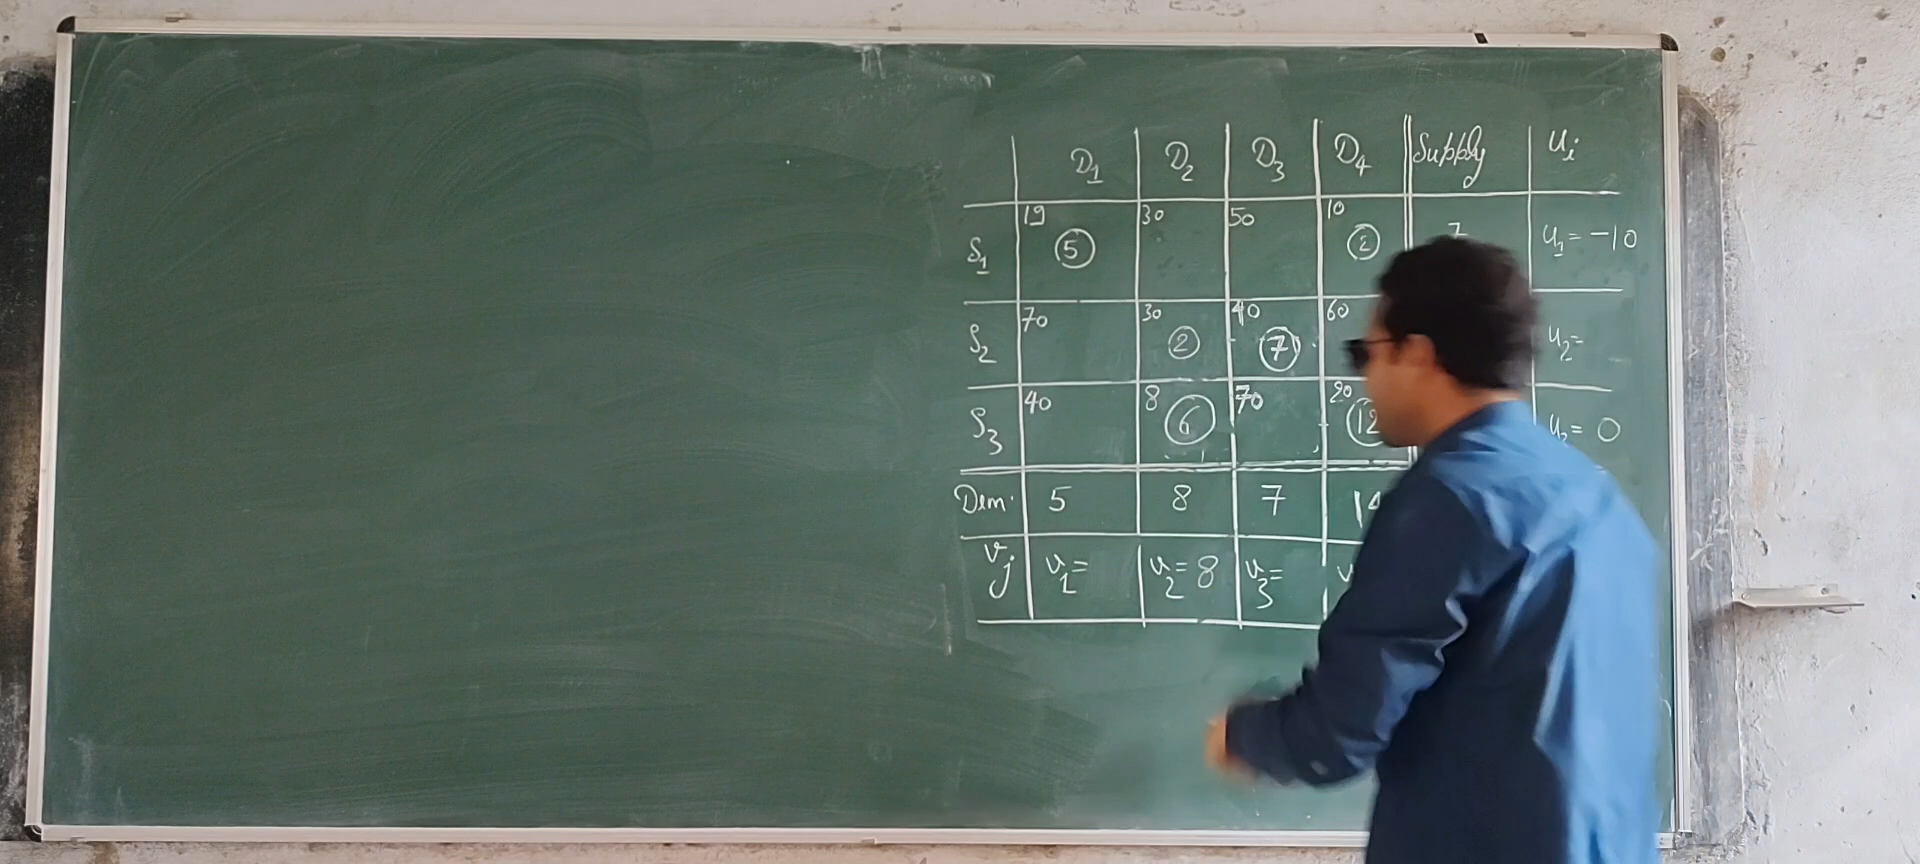 D1 D2 D3 D4 Supply ui
S1 19 5 30 50 10 2 7 u1 = -10
S2 70 30 2 40 7 60 u2 =
S3 40 8 6 70 20 12 = 0
Dem. 5 8 7 14
vj v1 = v2 = 8 v3 =